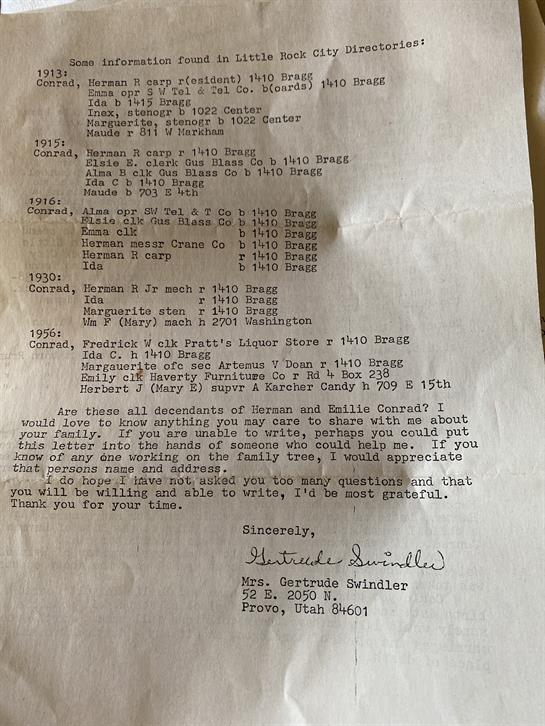 Some information found in Little Rock City Directories:
1913:
Conrad, Herman R carp r(esident) 1410 Bragg
Emma opr S W Tel & Tel Co. b(oards) 1410 Bragg
Ida b 1415 Bragg
Inex, stenogr b 1022 Center
Marguerite, stenogr b 1022 Center
Maude r 811 W Markham
1915:
Conrad, Herman R carp r 1410 Bragg
Elsie E. clerk Gus Blass Co b 1410 Bragg
Alma B clk Gus Blass Co b 1410 Bragg
Ida C b 1410 Bragg
Maude b 703 E 4th
1916:
Conrad, Alma opr SW Tel & T Co b 1410 Bragg
Elsie clk Gus Blass Co b 1410 Bragg
Emma clk b 1410 Bragg
Herman messr Crane Co b 1410 Bragg
Herman R carp r 1410 Bragg
Ida b 1410 Bragg
1930:
Conrad, Herman R Jr mech r 1410 Bragg
Ida r 1410 Bragg
Marguerite sten r 1410 Bragg
Wm F (Mary) mach h 2701 Washington
1956:
Conrad, Fredrick W clk Pratt's Liquor Store r 1410 Bragg
Ida C. h 1410 Bragg
Margauerite ofc sec Artemus V Doan r 1410 Bragg
Emily clk Haverty Furniture Co r Rd 4 Box 238
Herbert J (Mary E) supvr A Karcher Candy h 709 E 15th
Are these all decendants of Herman and Emilie Conrad? I
would love to know anything you may care to share with me about
your family. If you are unable to write, perhaps you could put
this letter into the hands of someone who could help me. If you
know of any one working on the family tree, I would appreciate
that persons name and address.
I do hope I have not asked you too many questions and that
you will be willing and able to write, I'd be most grateful.
Thank you for your time.
Sincerely,
Gertrude Swindler
Mrs. Gertrude Swindler
52 E. 2050 N.
Provo, Utah 84601